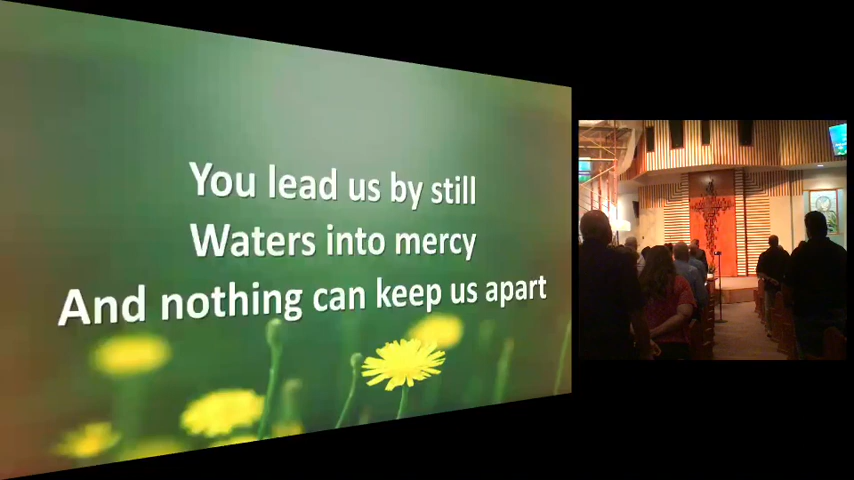 You lead us by still
Waters into mercy
And nothing can keep us apart